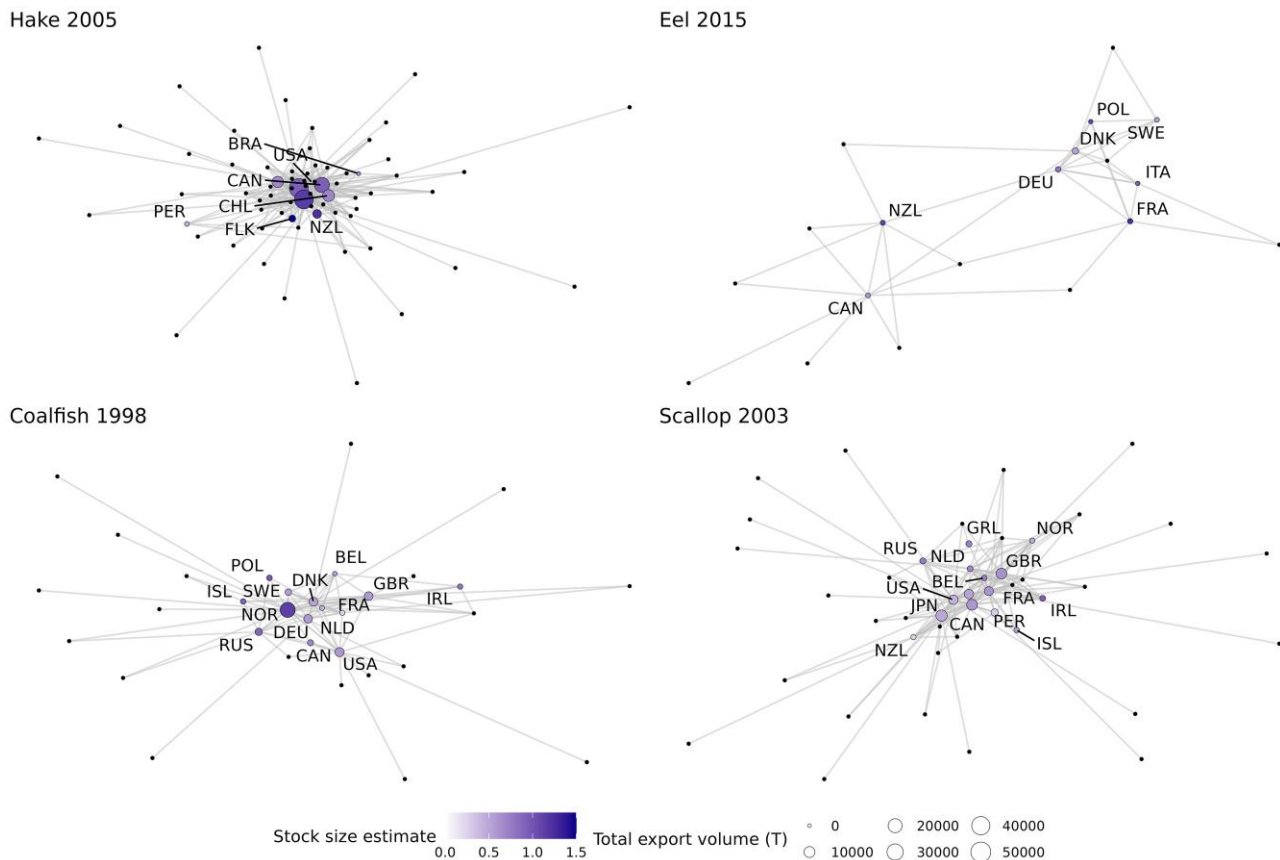 Hake 2005
BRA
USA
CAN
CHL
PER
FLK
NZL
Eel 2015
POL
SWE
DNK
DEU
ITA
FRA
NZL
CAN
Coalfish 1998
POL
BEL
SWE
DNK
GBR
ISL
IRL
NOR
FRA
DEU
NLD
RUS
CAN
USA
Scallop 2003
GRL
NOR
RUS
NLD
GBR
BEL
USA
FRA
JPN
IRL
CAN
PER
ISL
NZL
Stock size estimate
0.0 0.5 1.0 1.5
Total export volume (T)
0 20000 40000
10000 30000 50000